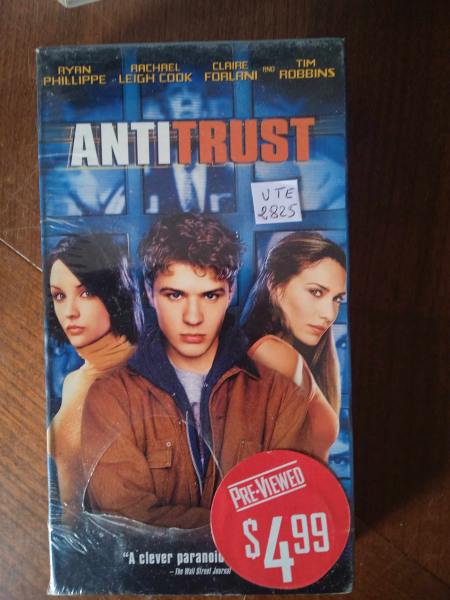 RYAN PHILLIPPE
RACHAEL LEIGH COOK
CLAIRE FORLANI
AND TIM ROBBINS
ANTITRUST
VTE
2825
PRE-VIEWED
$4.99
"A clever paranoi
— The Wall Street Journal